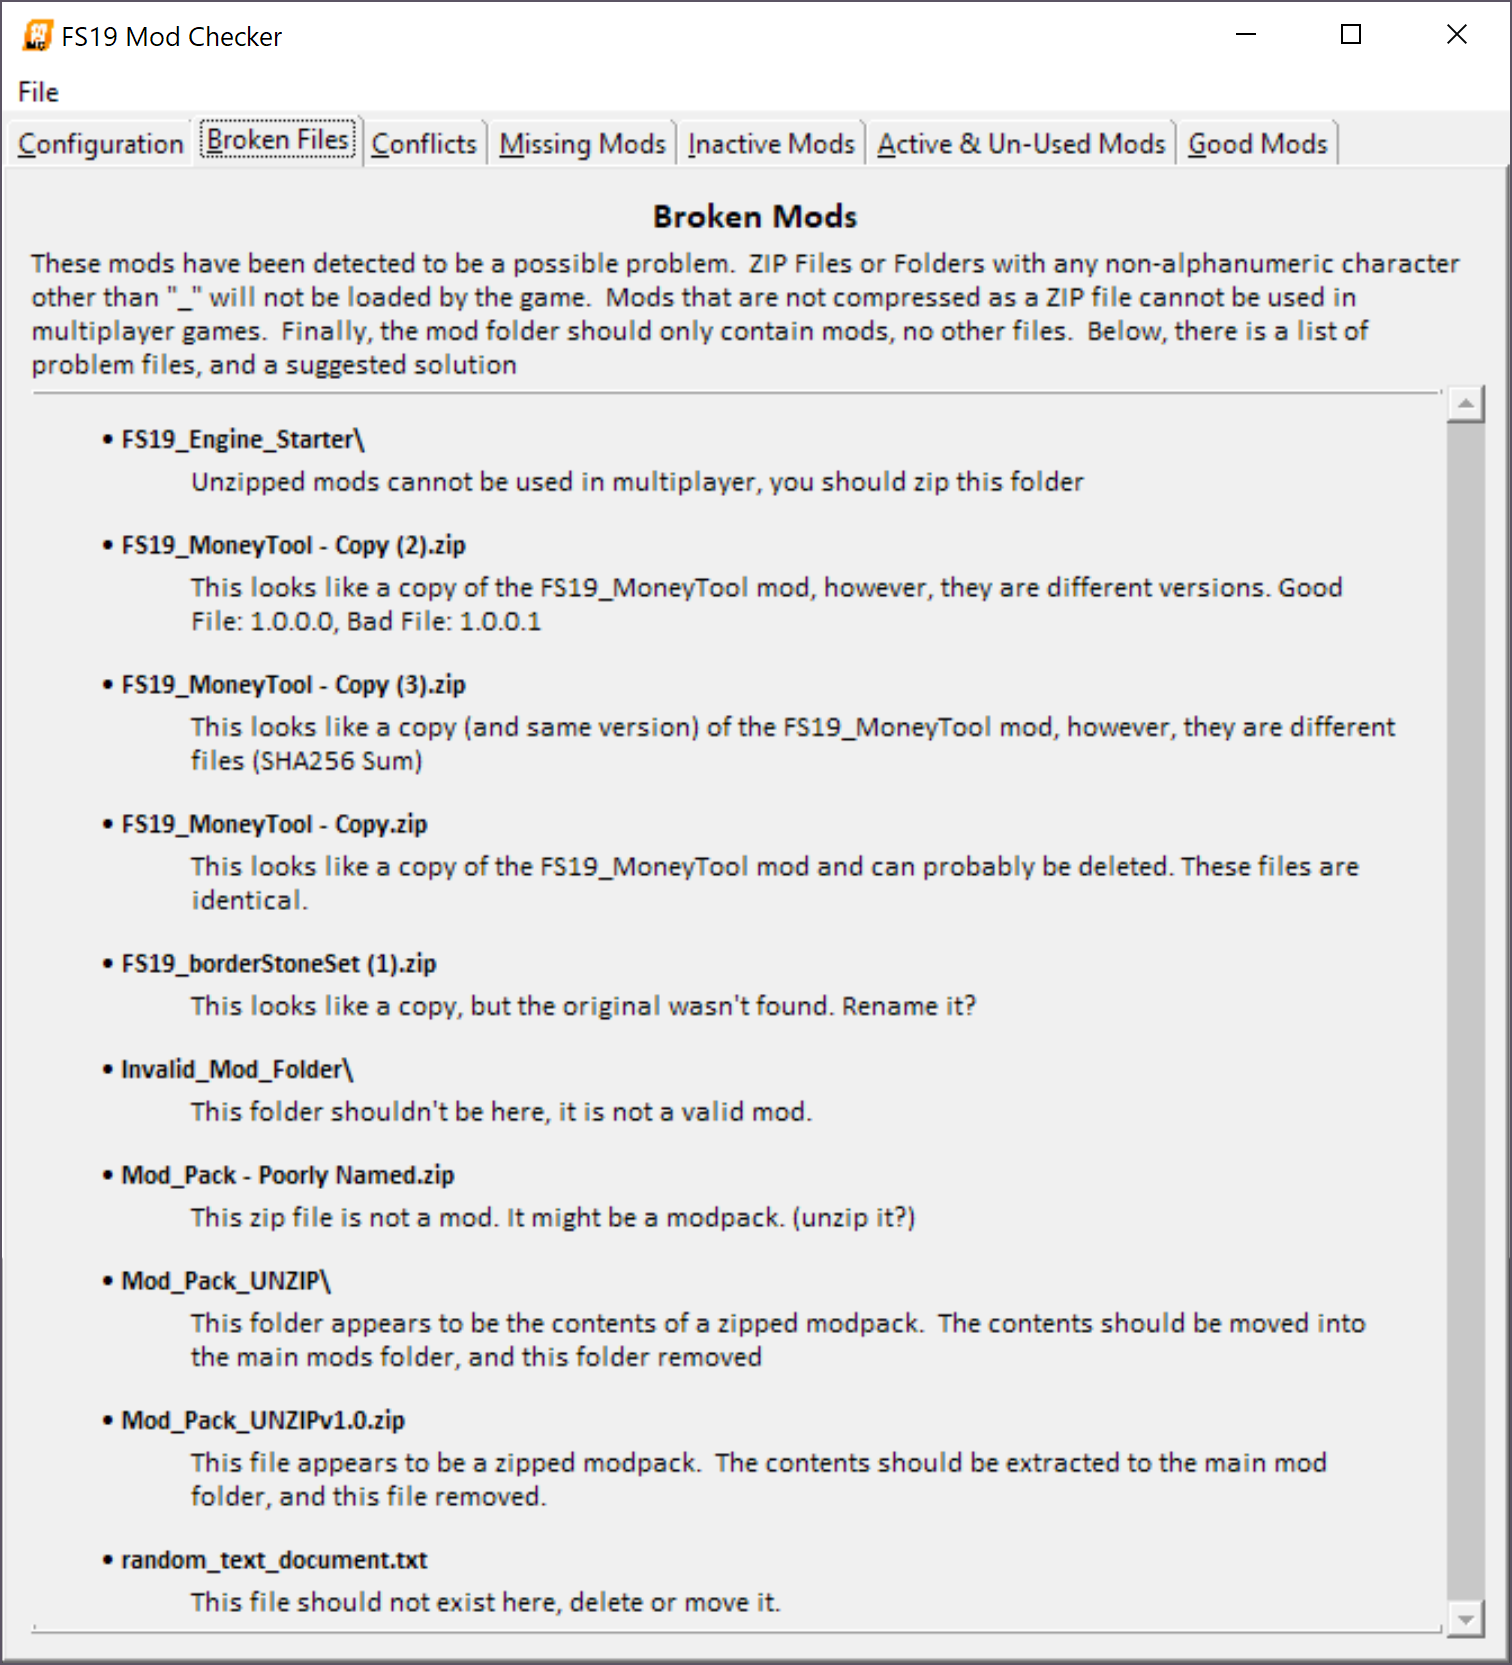 FS19 Mod Checker
File
Configuration Broken Files Conflicts Missing Mods Inactive Mods Active & Un-Used Mods Good Mods
Broken Mods
These mods have been detected to be a possible problem.  ZIP Files or Folders with any non-alphanumeric character
other than "_" will not be loaded by the game.  Mods that are not compressed as a ZIP file cannot be used in
multiplayer games.  Finally, the mod folder should only contain mods, no other files.  Below, there is a list of
problem files, and a suggested solution
• FS19_Engine_Starter\
Unzipped mods cannot be used in multiplayer, you should zip this folder
• FS19_MoneyTool - Copy (2).zip
This looks like a copy of the FS19_MoneyTool mod, however, they are different versions. Good
File: 1.0.0.0, Bad File: 1.0.0.1
• FS19_MoneyTool - Copy (3).zip
This looks like a copy (and same version) of the FS19_MoneyTool mod, however, they are different
files (SHA256 Sum)
• FS19_MoneyTool - Copy.zip
This looks like a copy of the FS19_MoneyTool mod and can probably be deleted. These files are
identical.
• FS19_borderStoneSet (1).zip
This looks like a copy, but the original wasn't found. Rename it?
• Invalid_Mod_Folder\
This folder shouldn't be here, it is not a valid mod.
• Mod_Pack - Poorly Named.zip
This zip file is not a mod. It might be a modpack. (unzip it?)
• Mod_Pack_UNZIP\
This folder appears to be the contents of a zipped modpack.  The contents should be moved into
the main mods folder, and this folder removed
• Mod_Pack_UNZIPv1.0.zip
This file appears to be a zipped modpack.  The contents should be extracted to the main mod
folder, and this file removed.
• random_text_document.txt
This file should not exist here, delete or move it.